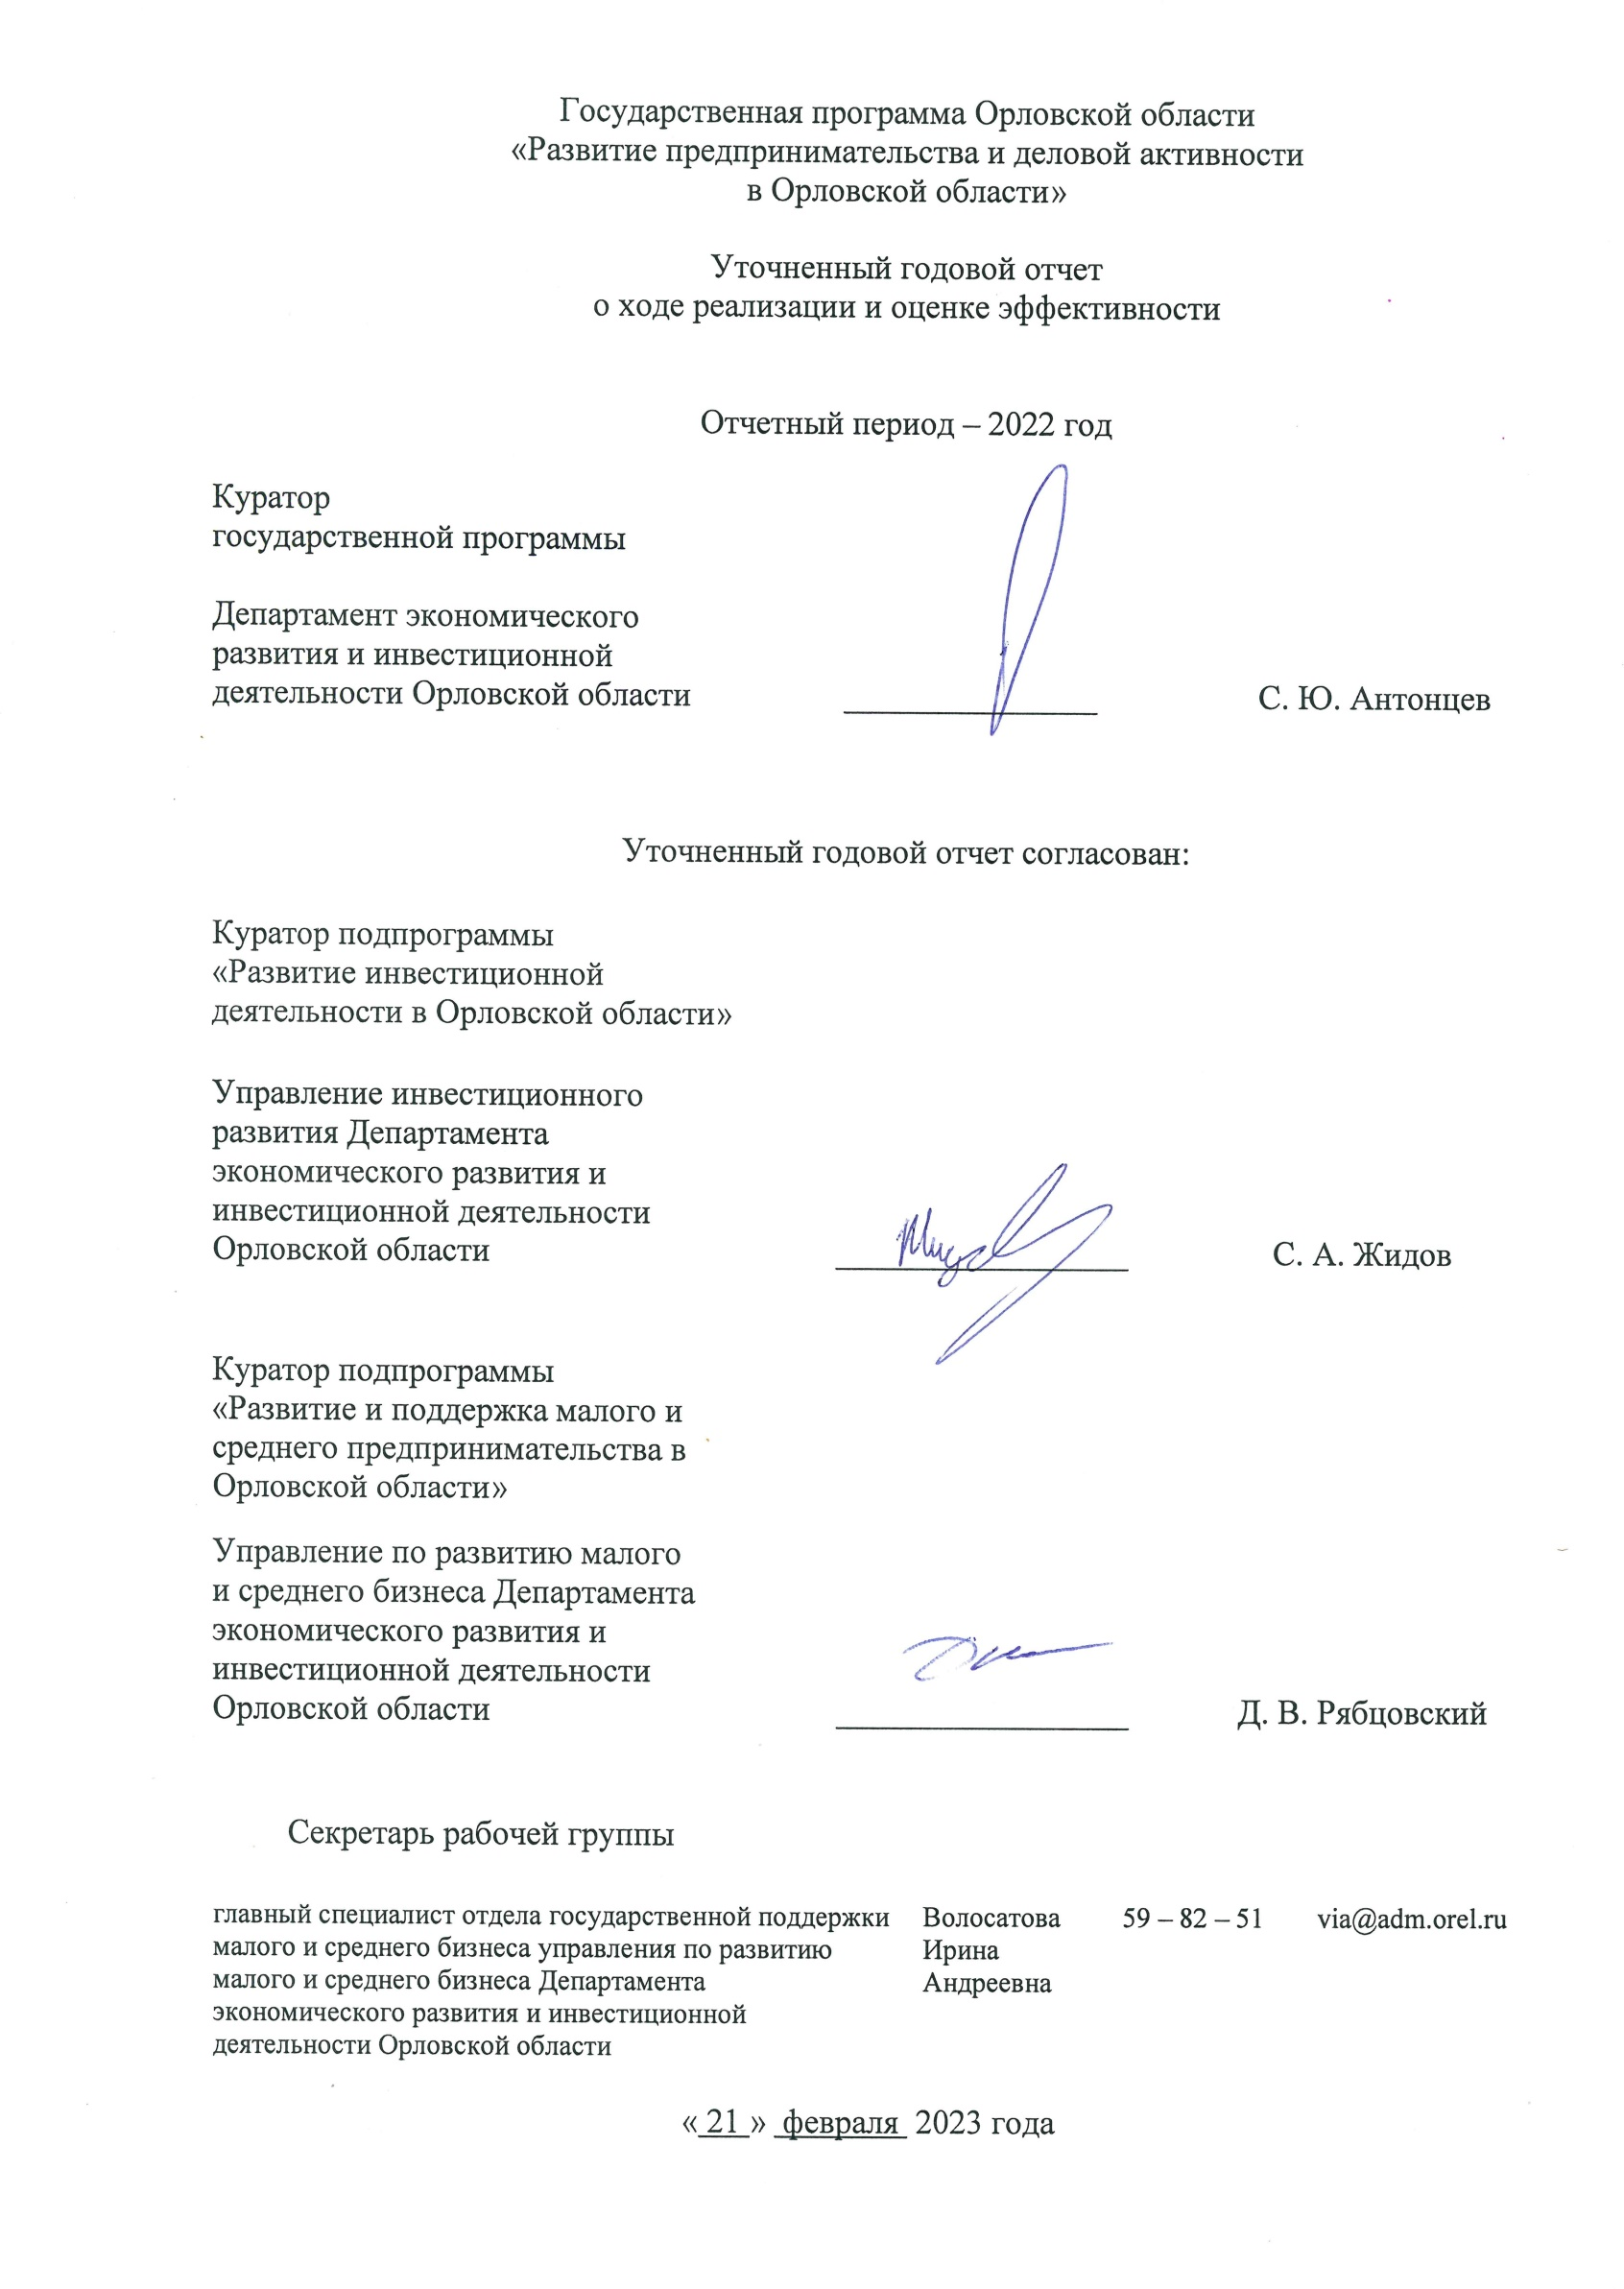 Государственная программа Орловской области
«Развитие предпринимательства и деловой активности
в Орловской области»
Уточненный годовой отчет
о ходе реализации и оценке эффективности
Отчетный период – 2022 год
Куратор
государственной программы
Департамент экономического
развития и инвестиционной
деятельности Орловской области С. Ю. Антонцев
Уточненный годовой отчет согласован:
Куратор подпрограммы
«Развитие инвестиционной
деятельности в Орловской области»
Управление инвестиционного
развития Департамента
экономического развития и
инвестиционной деятельности
Орловской области С. А. Жидов
Куратор подпрограммы
«Развитие и поддержка малого и
среднего предпринимательства в
Орловской области»
Управление по развитию малого
и среднего бизнеса Департамента
экономического развития и
инвестиционной деятельности
Орловской области Д. В. Рябцовский
Секретарь рабочей группы
главный специалист отдела государственной поддержки Волосатова 59 – 82 – 51 via@adm.orel.ru
малого и среднего бизнеса управления по развитию Ирина
малого и среднего бизнеса Департамента Андреевна
экономического развития и инвестиционной
деятельности Орловской области
« 21 » февраля 2023 года